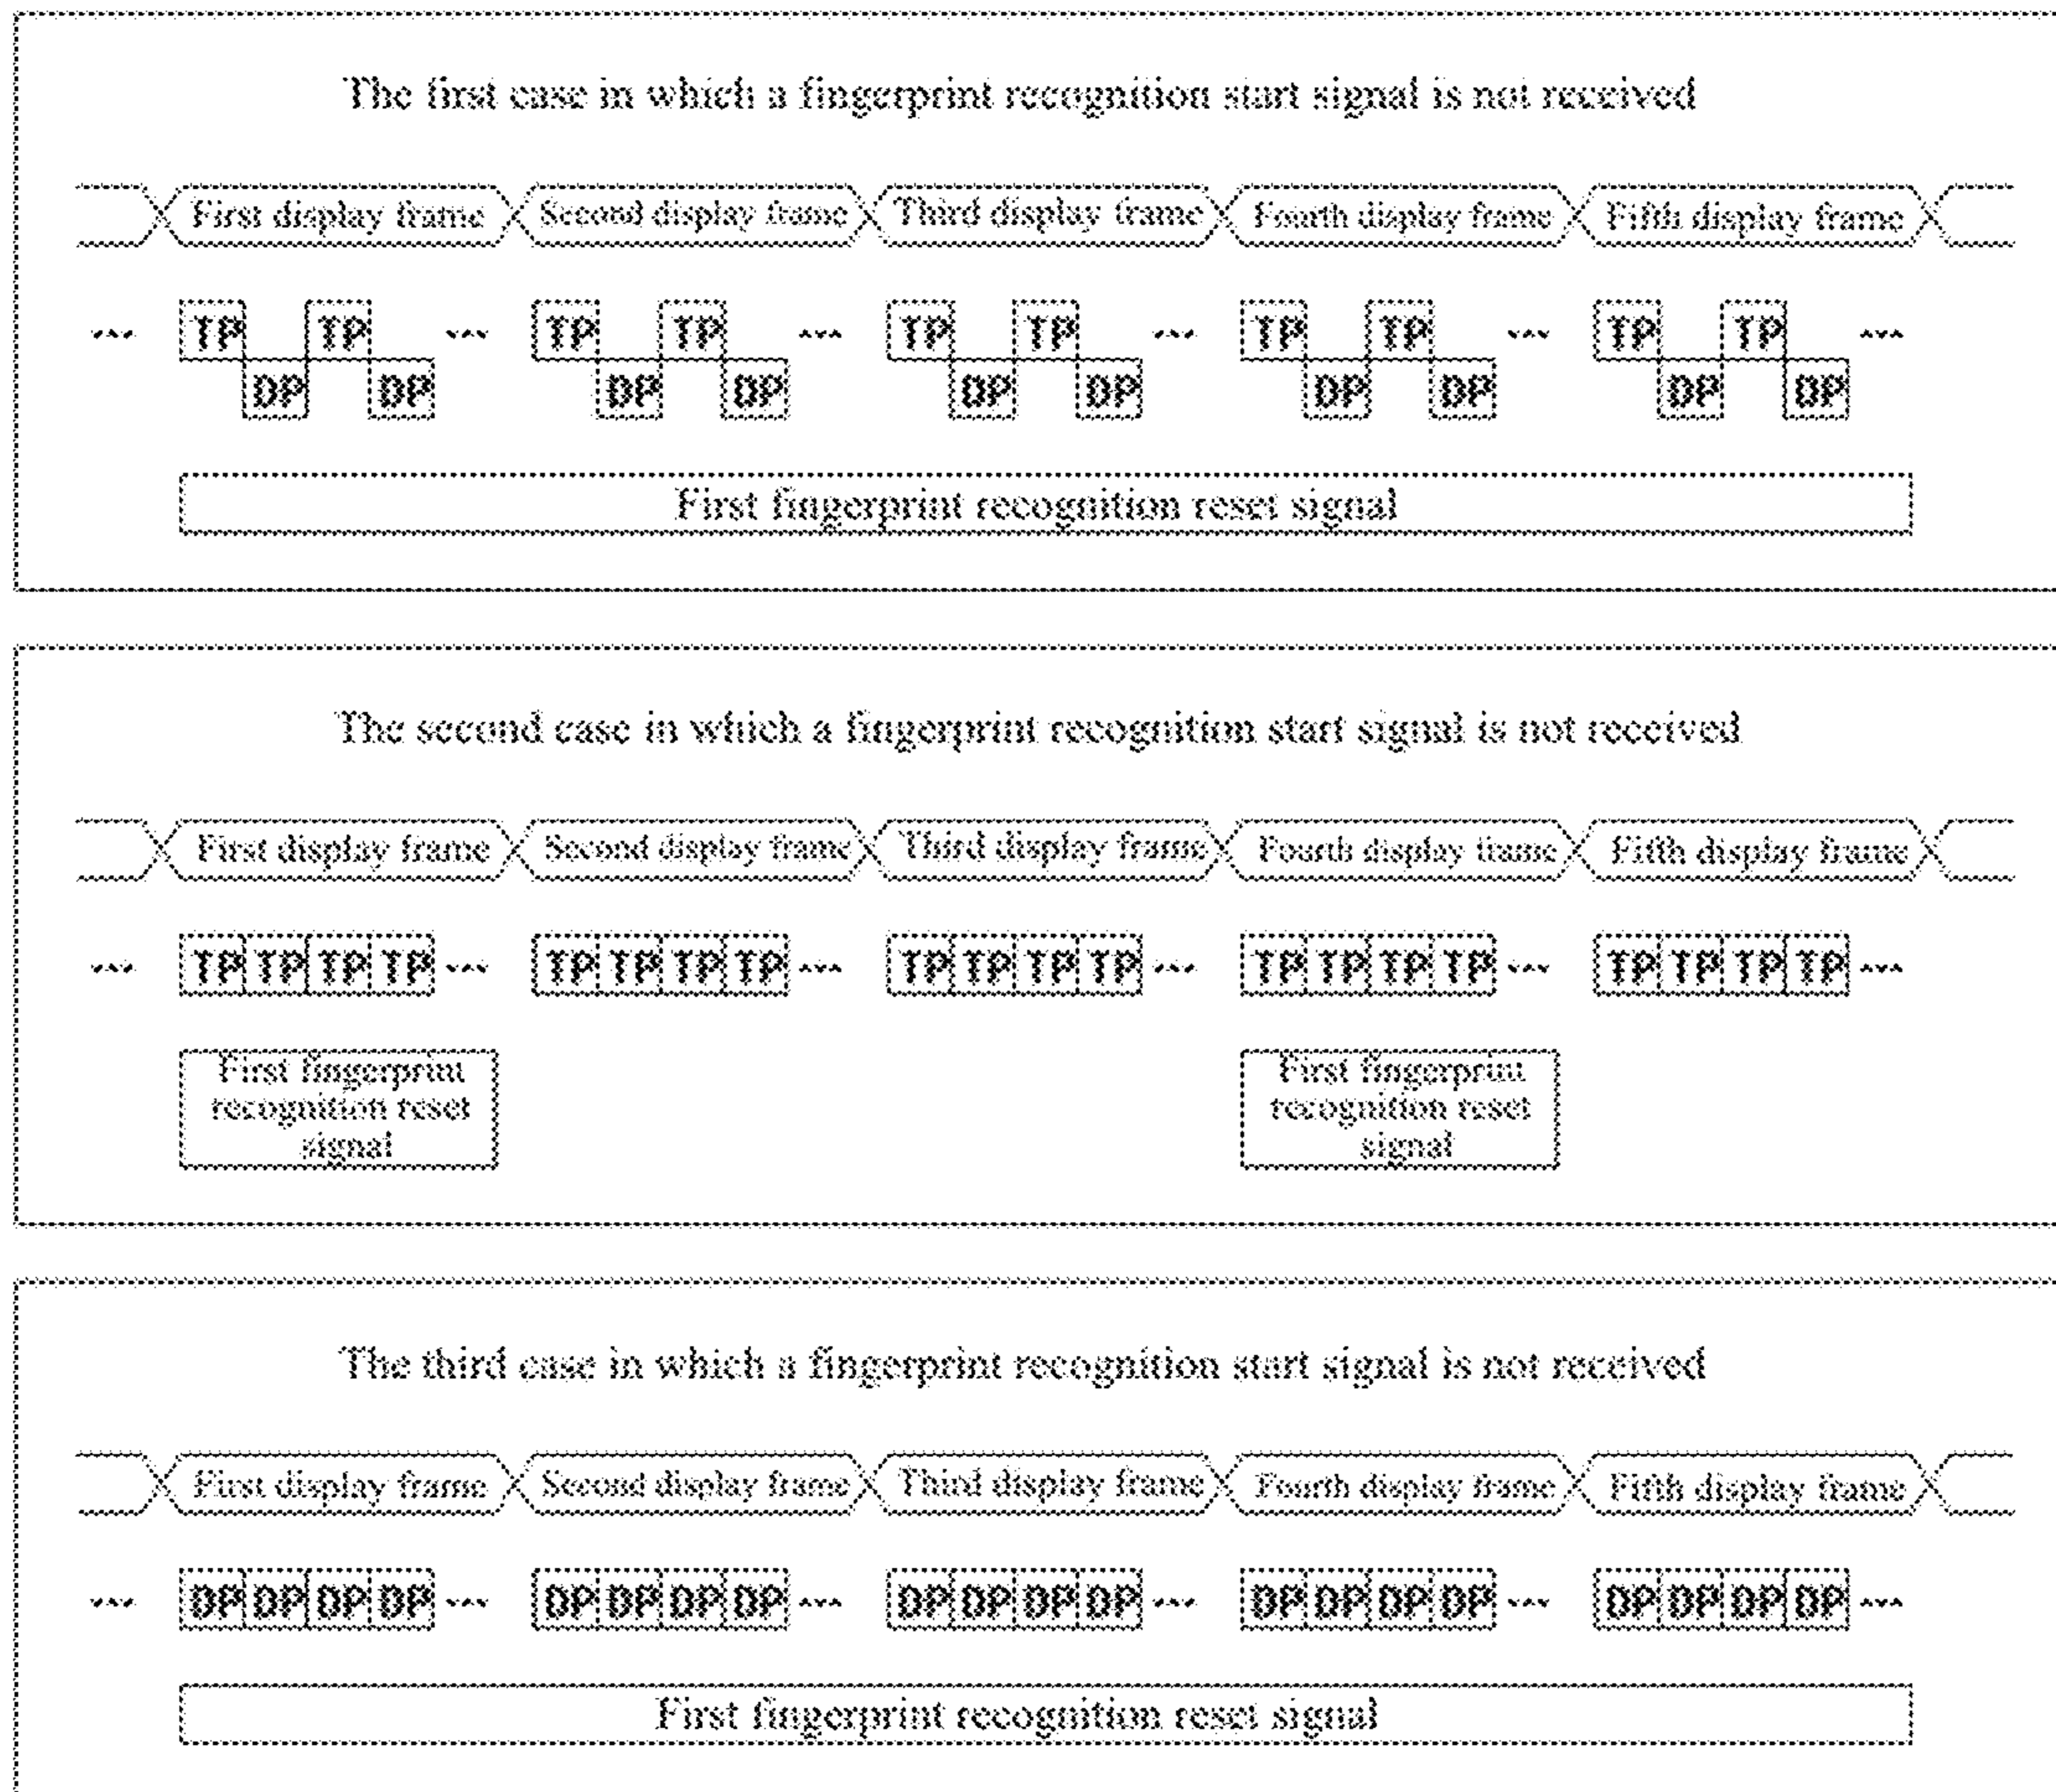 The first case in which a fingerprint recognition start signal is not received
First display frame Second display frame Third display frame Fourth display frame Fifth display frame
... TP TP ... TP TP ... TP TP ... TP TP ... TP TP ...
DP DP DP DP DP DP DP DP DP DP
First fingerprint recognition reset signal
The second case in which a fingerprint recognition start signal is not received
First display frame Second display frame Third display frame Fourth display frame Fifth display frame
... TP TP TP TP ... TP TP TP TP ... TP TP TP TP ... TP TP TP TP ... TP TP TP TP ...
First fingerprint
recognition reset
signal
First fingerprint
recognition reset
signal
The third case in which a fingerprint recognition start signal is not received
First display frame Second display frame Third display frame Fourth display frame Fifth display frame
... DP DP DP DP ... DP DP DP DP ... DP DP DP DP ... DP DP DP DP ... DP DP DP DP ...
First fingerprint recognition reset signal